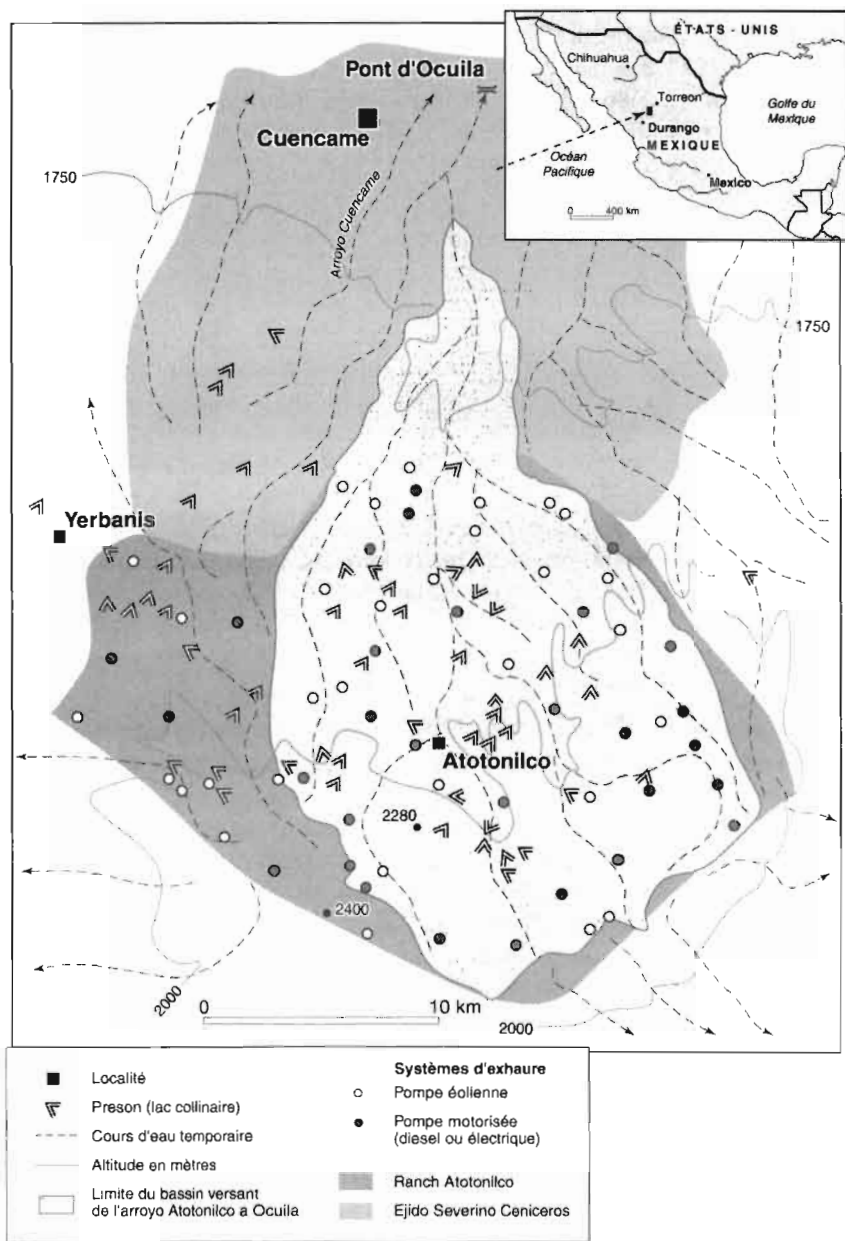 ÉTATS - UNIS
Chihuahua
Torreon
Golfe du
Mexique
Durango
MEXIQUE
Océan
Pacifique
Mexico
0 400 km
Pont d'Ocuila
Cuencame
1750
Arroyo Cuencame
1750
Yerbanis
Atotonilco
2280
2400
2000
0 10 km
2000
Localité
Preson (lac collinaire)
Cours d'eau temporaire
Altitude en mètres
Limite du bassin versant
de l'arroyo Atotonilco a Ocuila
Systèmes d'exhaure
Pompe éolienne
Pompe motorisée
(diesel ou électrique)
Ranch Atotonilco
Ejido Severino Ceniceros